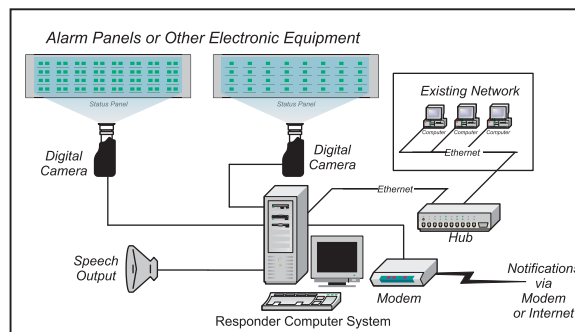 Alarm Panels or Other Electronic Equipment
Status Panel
Status Panel
Existing Network
Computer
Computer
Computer
Ethernet
Digital
Camera
Digital
Camera
Ethernet
Hub
Speech
Output
Modem
Notifications
via
Modem
or Internet
Responder Computer System